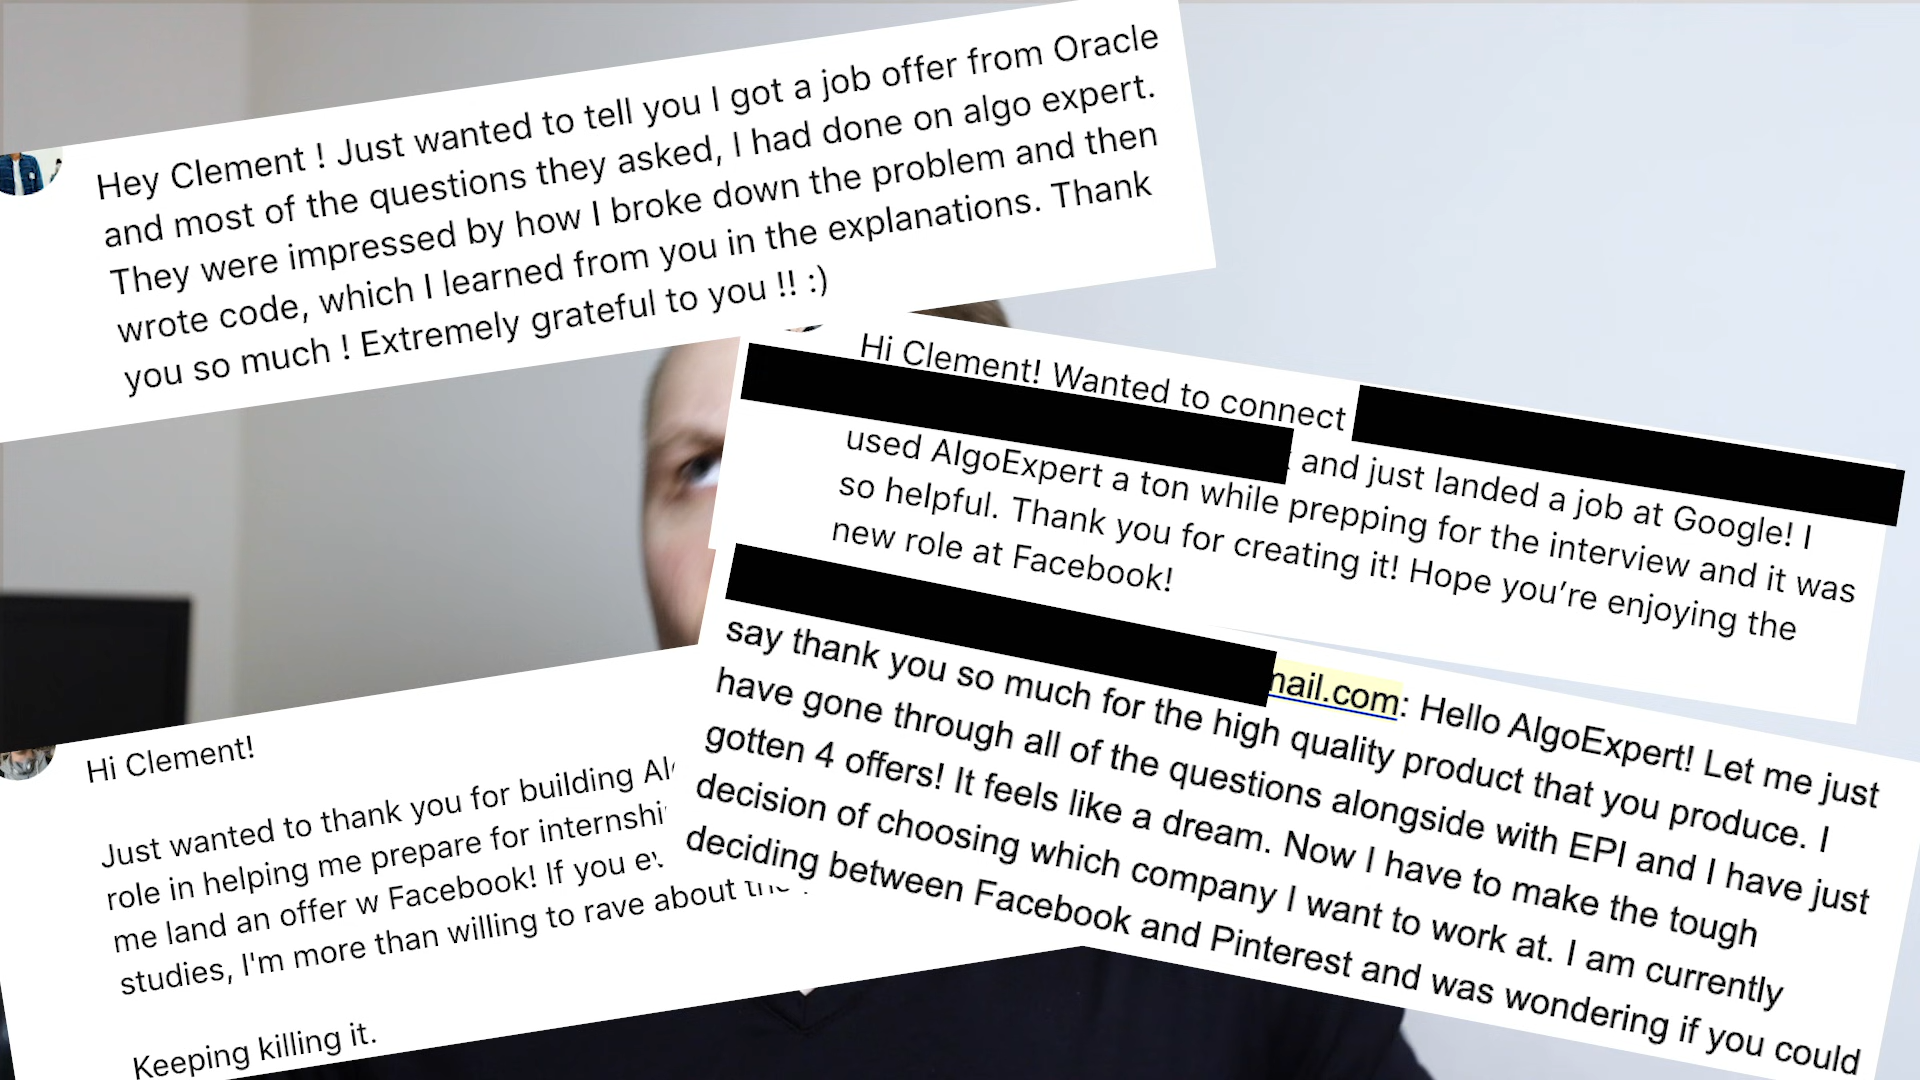 Hey Clement ! Just wanted to tell you I got a job offer from Oracle
and most of the questions they asked, I had done on algo expert.
They were impressed by how I broke down the problem and then
wrote code, which I learned from you in the explanations. Thank
you so much ! Extremely grateful to you !! :)
Hi Clement! Wanted to connect
and just landed a job at Google! I
used AlgoExpert a ton while prepping for the interview and it was
so helpful. Thank you for creating it! Hope you’re enjoying the
new role at Facebook!
mail.com: Hello AlgoExpert! Let me just
say thank you so much for the high quality product that you produce. I
have gone through all of the questions alongside with EPI and I have just
gotten 4 offers! It feels like a dream. Now I have to make the tough
decision of choosing which company I want to work at. I am currently
deciding between Facebook and Pinterest and was wondering if you could
Hi Clement!
Just wanted to thank you for building
role in helping me prepare for
me land an offer w Facebook! If you
studies, I'm more than willing to rave about
Keeping killing it.